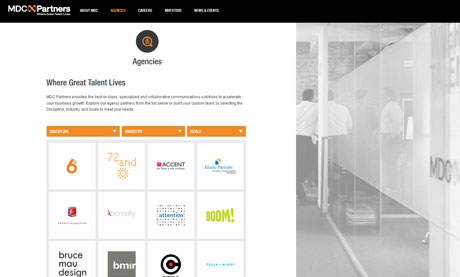 MDC Partners
Where Great Talent Lives
ABOUT MDC
AGENCIES
CAREERS
INVESTORS
NEWS & EVENTS
Agencies
Where Great Talent Lives
MDC Partners provides the best-in-class, specialized and collaborative communications solutions to accelerate
your business growth. Explore our agency partners from the list below or build your custom team by selecting the
Discipline, Industry and Scale to meet your needs:
DISCIPLINE
INDUSTRY
SCALE
6
72 and
ACCENT
Allison+Partners
anomaly
:attention:
BOOM!
bruce
mau
design
bmr
MDC